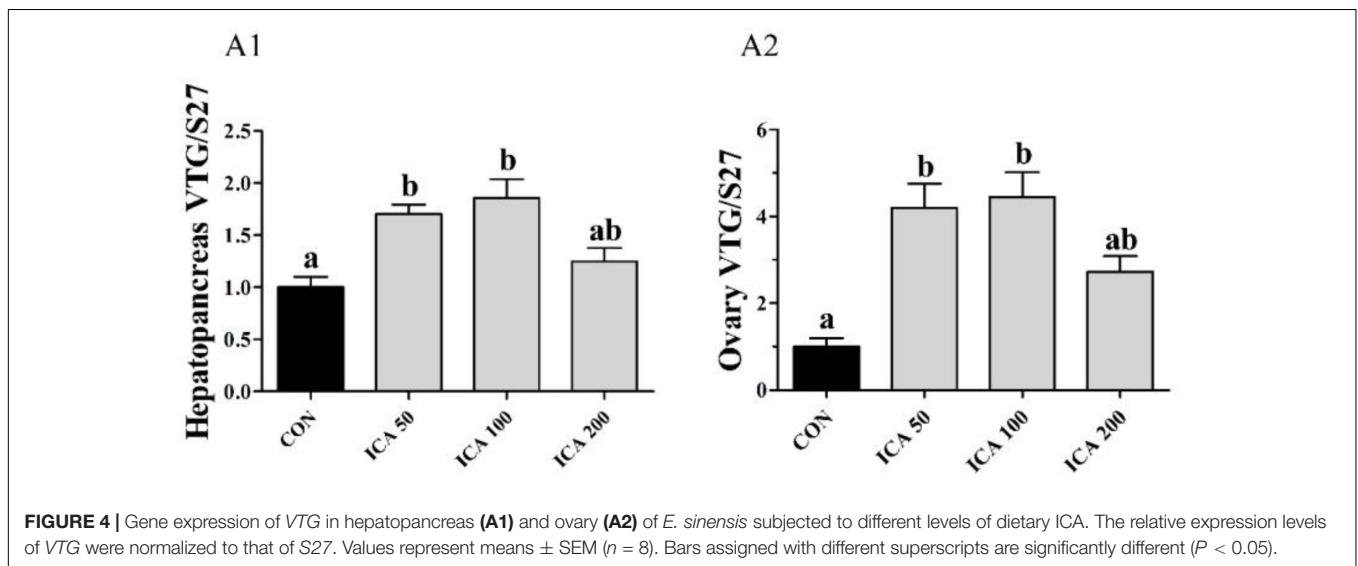 A1
Hepatopancreas VTG/S27
2.5
2.0
1.5
1.0
0.5
0.0
a
b
b
ab
CON
ICA 50
ICA 100
ICA 200
A2
Ovary VTG/S27
6
4
2
0
a
b
b
ab
CON
ICA 50
ICA 100
ICA 200
FIGURE 4 | Gene expression of VTG in hepatopancreas (A1) and ovary (A2) of E. sinensis subjected to different levels of dietary ICA. The relative expression levels
of VTG were normalized to that of S27. Values represent means ± SEM (n = 8). Bars assigned with different superscripts are significantly different (P < 0.05).